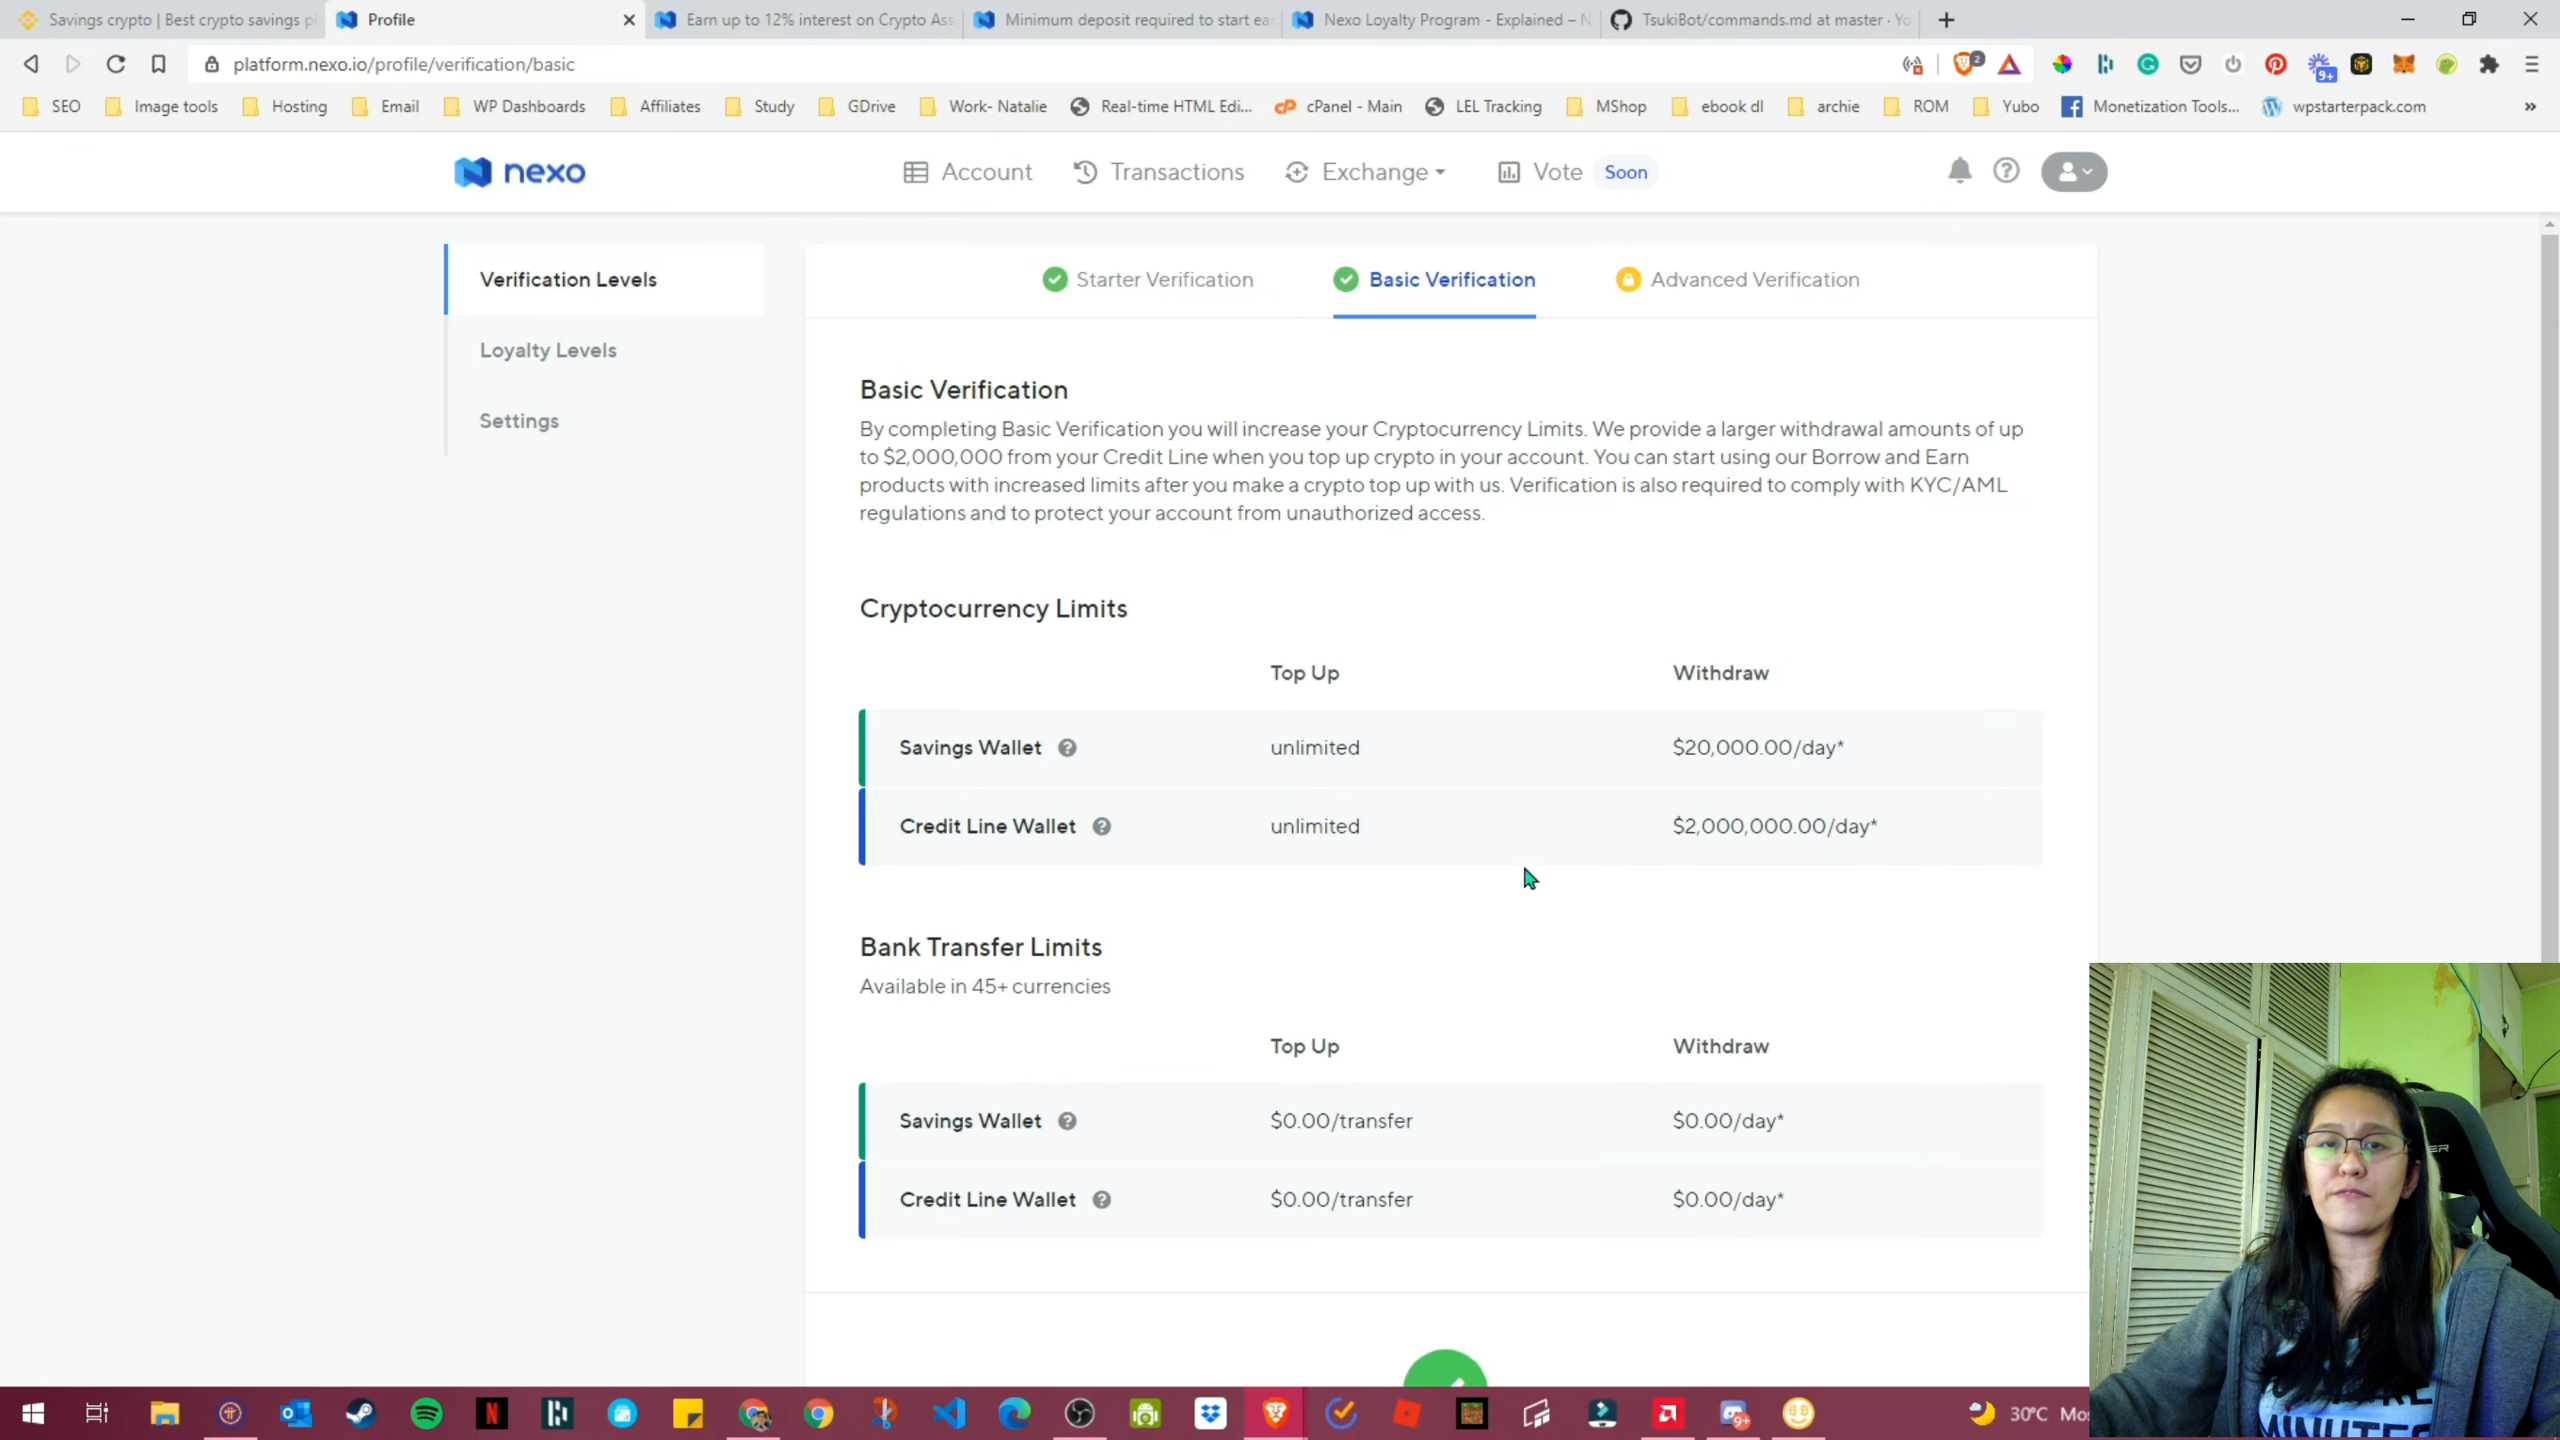 Savings crypto | Best crypto savings p
Profile
Earn up to 12% interest on Crypto Ass
Minimum deposit required to start ea
Nexo Loyalty Program - Explained – N
TsukiBot/commands.md at master · Yo
platform.nexo.io/profile/verification/basic
2
9+
SEO
Image tools
Hosting
Email
WP Dashboards
Affiliates
Study
GDrive
Work- Natalie
Real-time HTML Edi...
cPanel - Main
LEL Tracking
MShop
ebook dl
archie
ROM
Yubo
Monetization Tools...
wpstarterpack.com
»
nexo
Account
Transactions
Exchange
Vote
Soon
Verification Levels
Loyalty Levels
Settings
Starter Verification
Basic Verification
Advanced Verification
Basic Verification
By completing Basic Verification you will increase your Cryptocurrency Limits. We provide a larger withdrawal amounts of up
to $2,000,000 from your Credit Line when you top up crypto in your account. You can start using our Borrow and Earn
products with increased limits after you make a crypto top up with us. Verification is also required to comply with KYC/AML
regulations and to protect your account from unauthorized access.
Cryptocurrency Limits
Top Up
Withdraw
Savings Wallet
unlimited
$20,000.00/day*
Credit Line Wallet
unlimited
$2,000,000.00/day*
Bank Transfer Limits
Available in 45+ currencies
Top Up
Withdraw
Savings Wallet
$0.00/transfer
$0.00/day*
Credit Line Wallet
$0.00/transfer
$0.00/day*
30°C Mos
MINUTES